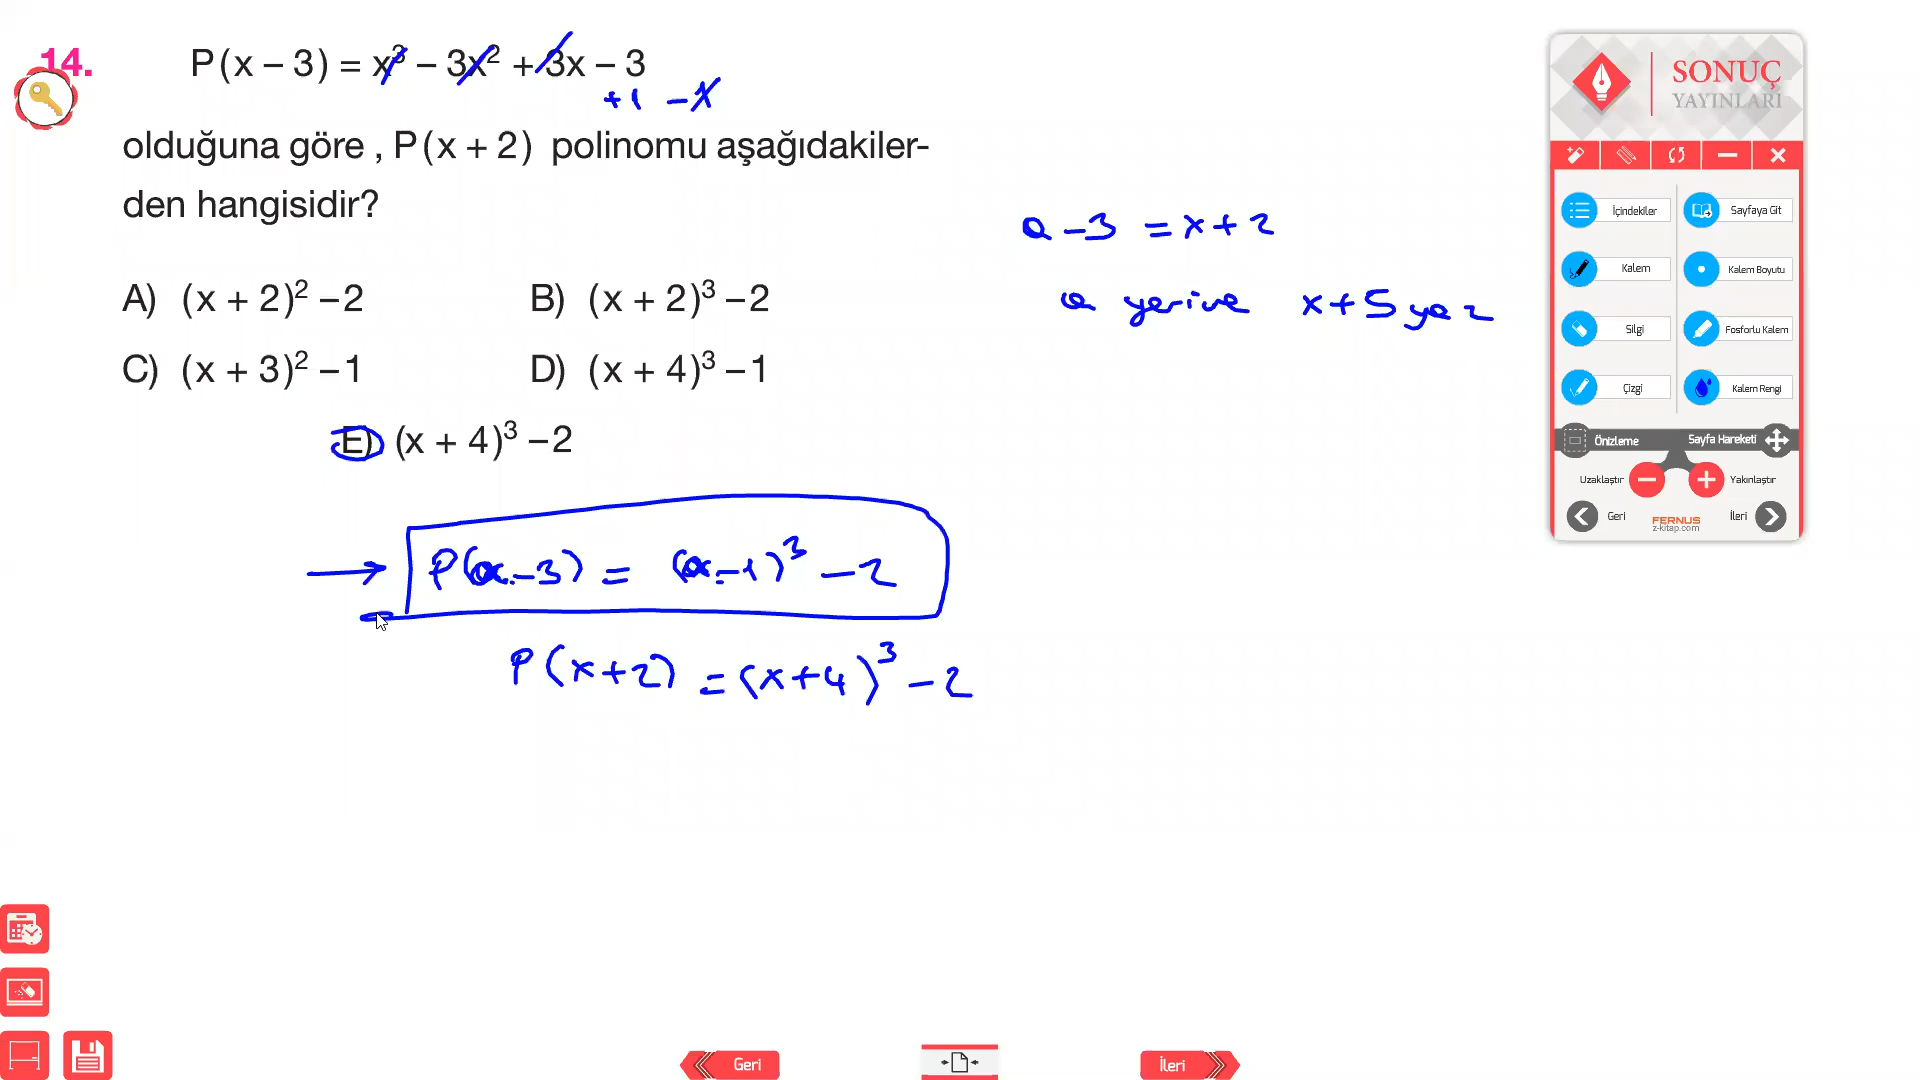 14. P(x − 3) = x³ − 3x² + 3x − 3
+1 −1
olduğuna göre , P(x + 2) polinomu aşağıdakiler-
den hangisidir?
A) (x + 2)² −2
B) (x + 2)³ −2
C) (x + 3)² −1
D) (x + 4)³ −1
E) (x + 4)³ −2
→ P(a−3) = (a−1)³ −2
P(x+2) = (x+4)³ −2
a −3 = x+2
a yerine x+5 yaz
SONUÇ
YAYINLARI
İçindekiler
Sayfaya Git
Kalem
Kalem Boyutu
Silgi
Fosforlu Kalem
Çizgi
Kalem Rengi
Önizleme
Sayfa Hareketi
Uzaklaştır
Yakınlaştır
Geri
FERNUS
z-kitap.com
İleri
Geri
İleri